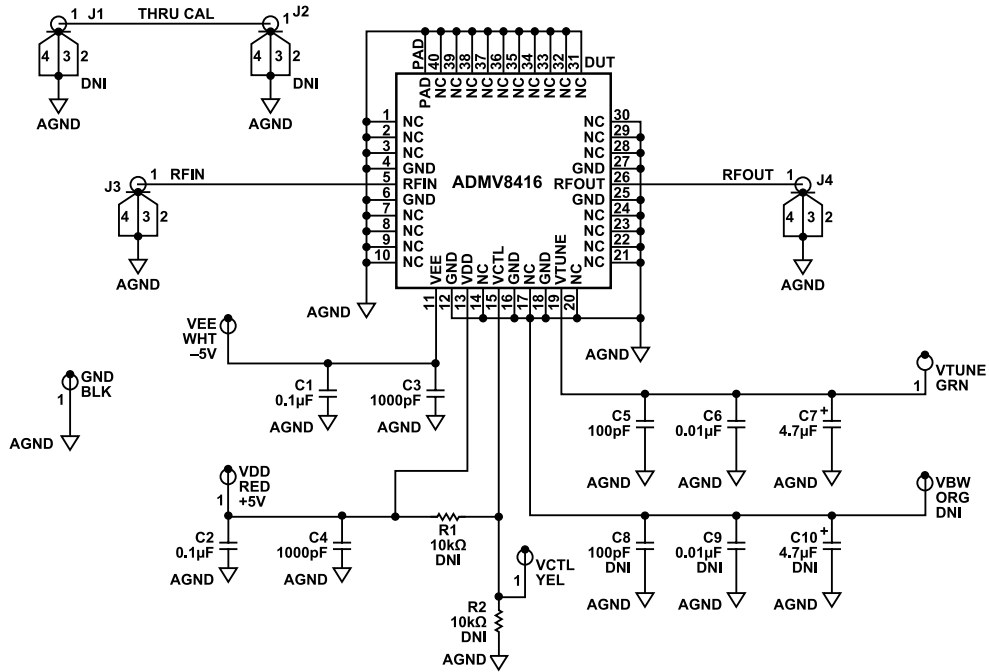 1 J1 THRU CAL 1 J2
4 3 2 DNI AGND
4 3 2 DNI AGND
PAD 40 39 38 37 36 35 34 33 32 31 DUT
PAD NC NC NC NC NC NC NC NC NC NC
1 NC NC 30
2 NC NC 29
3 NC NC 28
4 GND GND 27
5 RFIN ADMV8416 RFOUT 26
6 GND GND 25
7 NC NC 24
8 NC NC 23
9 NC NC 22
10 NC NC 21
J3 1 RFIN
4 3 2
AGND
RFOUT 1 J4
4 3 2
AGND
VEE GND VDD NC VCTL GND NC GND VTUNE NC
11 12 13 14 15 16 17 18 19 20
AGND
AGND
VEE
WHT
–5V
1
C1
0.1µF
AGND
C3
1000pF
AGND
GND
BLK
1
AGND
VTUNE
GRN
1
C5
100pF
AGND
C6
0.01µF
AGND
C7 +
4.7µF
AGND
VDD
RED
+5V
1
C2
0.1µF
AGND
C4
1000pF
AGND
R1
10kΩ
DNI
VCTL
YEL
1
R2
10kΩ
DNI
AGND
VBW
ORG
DNI
1
C8
100pF
DNI
AGND
C9
0.01µF
DNI
AGND
C10 +
4.7µF
DNI
AGND